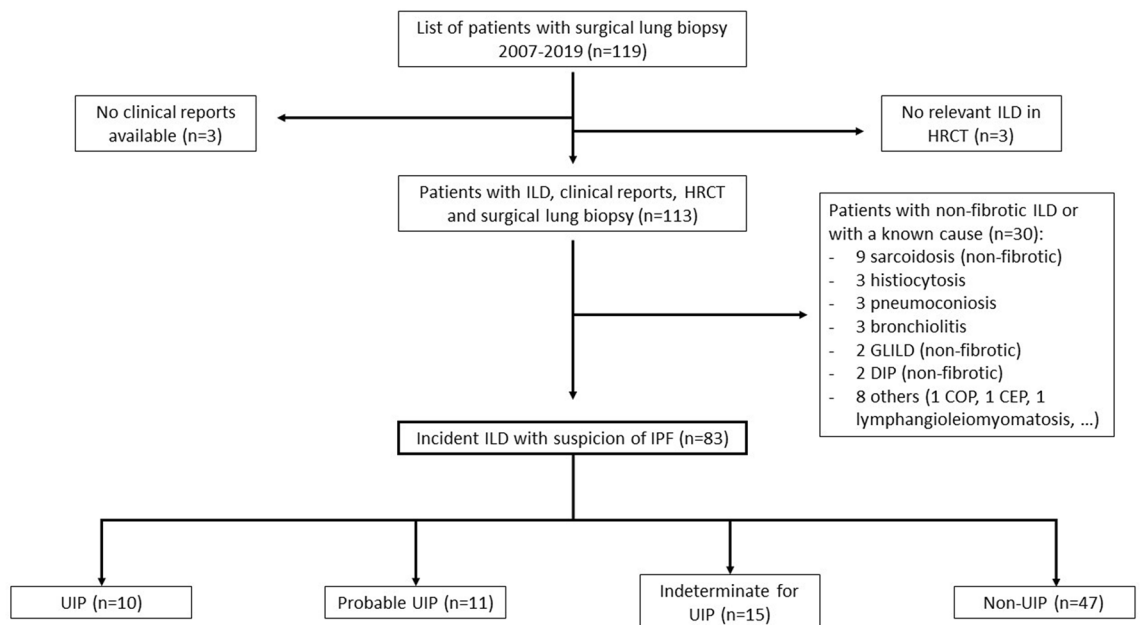 List of patients with surgical lung biopsy
2007-2019 (n=119)
No clinical reports
available (n=3)
No relevant ILD in
HRCT (n=3)
Patients with ILD, clinical reports, HRCT
and surgical lung biopsy (n=113)
Patients with non-fibrotic ILD or
with a known cause (n=30):
- 9 sarcoidosis (non-fibrotic)
- 3 histiocytosis
- 3 pneumoconiosis
- 3 bronchiolitis
- 2 GLILD (non-fibrotic)
- 2 DIP (non-fibrotic)
- 8 others (1 COP, 1 CEP, 1
lymphangioleiomyomatosis, ...)
Incident ILD with suspicion of IPF (n=83)
UIP (n=10)
Probable UIP (n=11)
Indeterminate for
UIP (n=15)
Non-UIP (n=47)